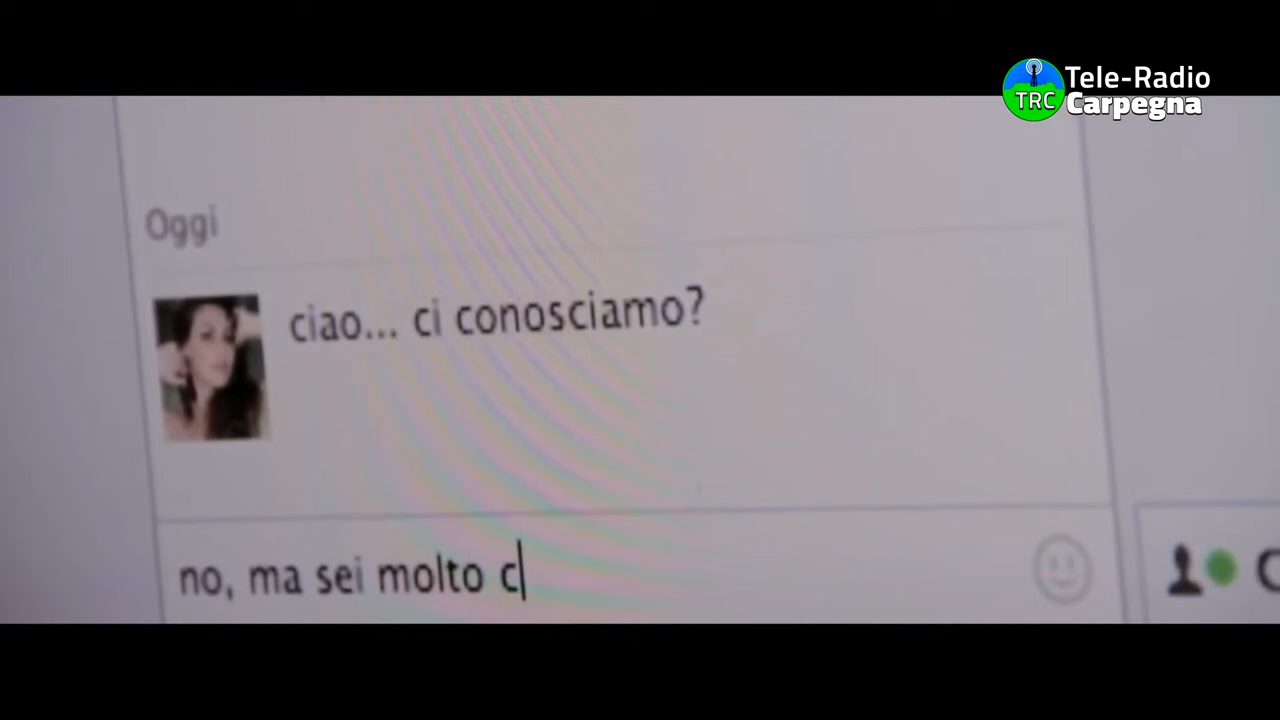 Tele-Radio
TRC
Carpegna
Oggi
ciao... ci conosciamo?
no, ma sei molto c
C